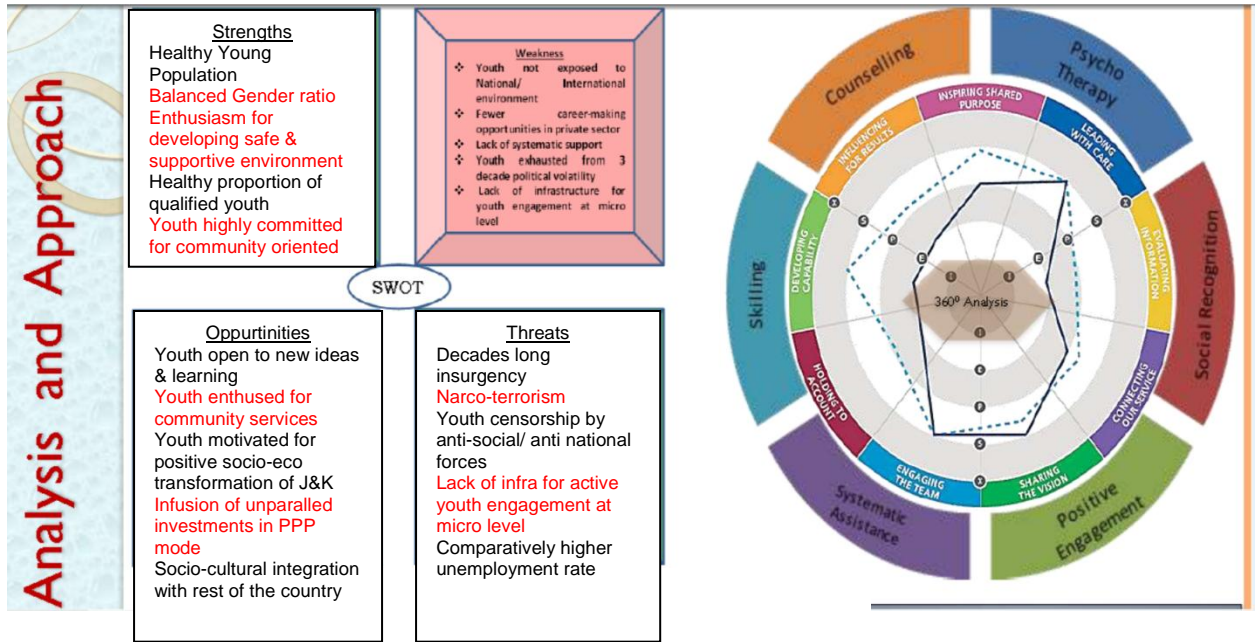 Analysis and Approach
Strengths
Healthy Young
Population
Balanced Gender ratio
Enthusiasm for
developing safe &
supportive environment
Healthy proportion of
qualified youth
Youth highly committed
for community oriented
Weakness
❖ Youth not exposed to
National/ International
environment
❖ Fewer career-making
opportunities in private sector
❖ Lack of systematic support
❖ Youth exhausted from 3
decade political volatility
❖ Lack of infrastructure for
youth engagement at micro
level
SWOT
Oppurtinities
Youth open to new ideas
& learning
Youth enthused for
community services
Youth motivated for
positive socio-eco
transformation of J&K
Infusion of unparalled
investments in PPP
mode
Socio-cultural integration
with rest of the country
Threats
Decades long
insurgency
Narco-terrorism
Youth censorship by
anti-social/ anti national
forces
Lack of infra for active
youth engagement at
micro level
Comparatively higher
unemployment rate
Counselling
Psycho
Therapy
Social Recognition
Positive
Engagement
Systematic
Assistance
Skilling
INSPIRING SHARED
PURPOSE
LEADING
WITH CARE
EVALUATING
INFORMATION
CONNECTING
OUR SERVICE
SHARING
THE VISION
ENGAGING
THE TEAM
HOLDING TO
ACCOUNT
DEVELOPING
CAPABILITY
INFLUENCING
FOR RESULTS
360º Analysis